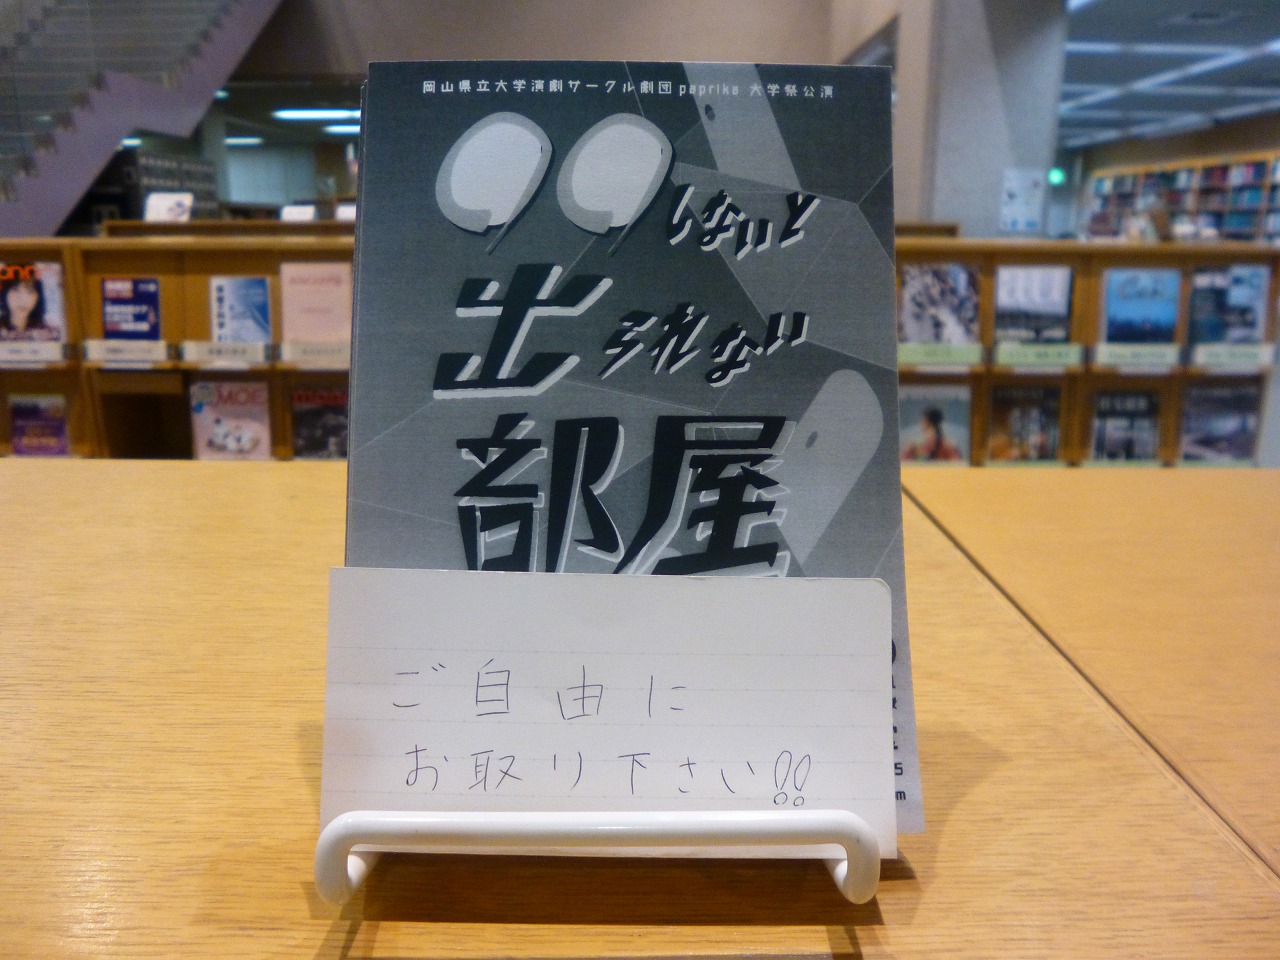 岡山県立大学演劇サークル劇団paprika 大学祭公演
○○しないと
出られない
部屋
ご自由に
お取り下さい!!
MOE